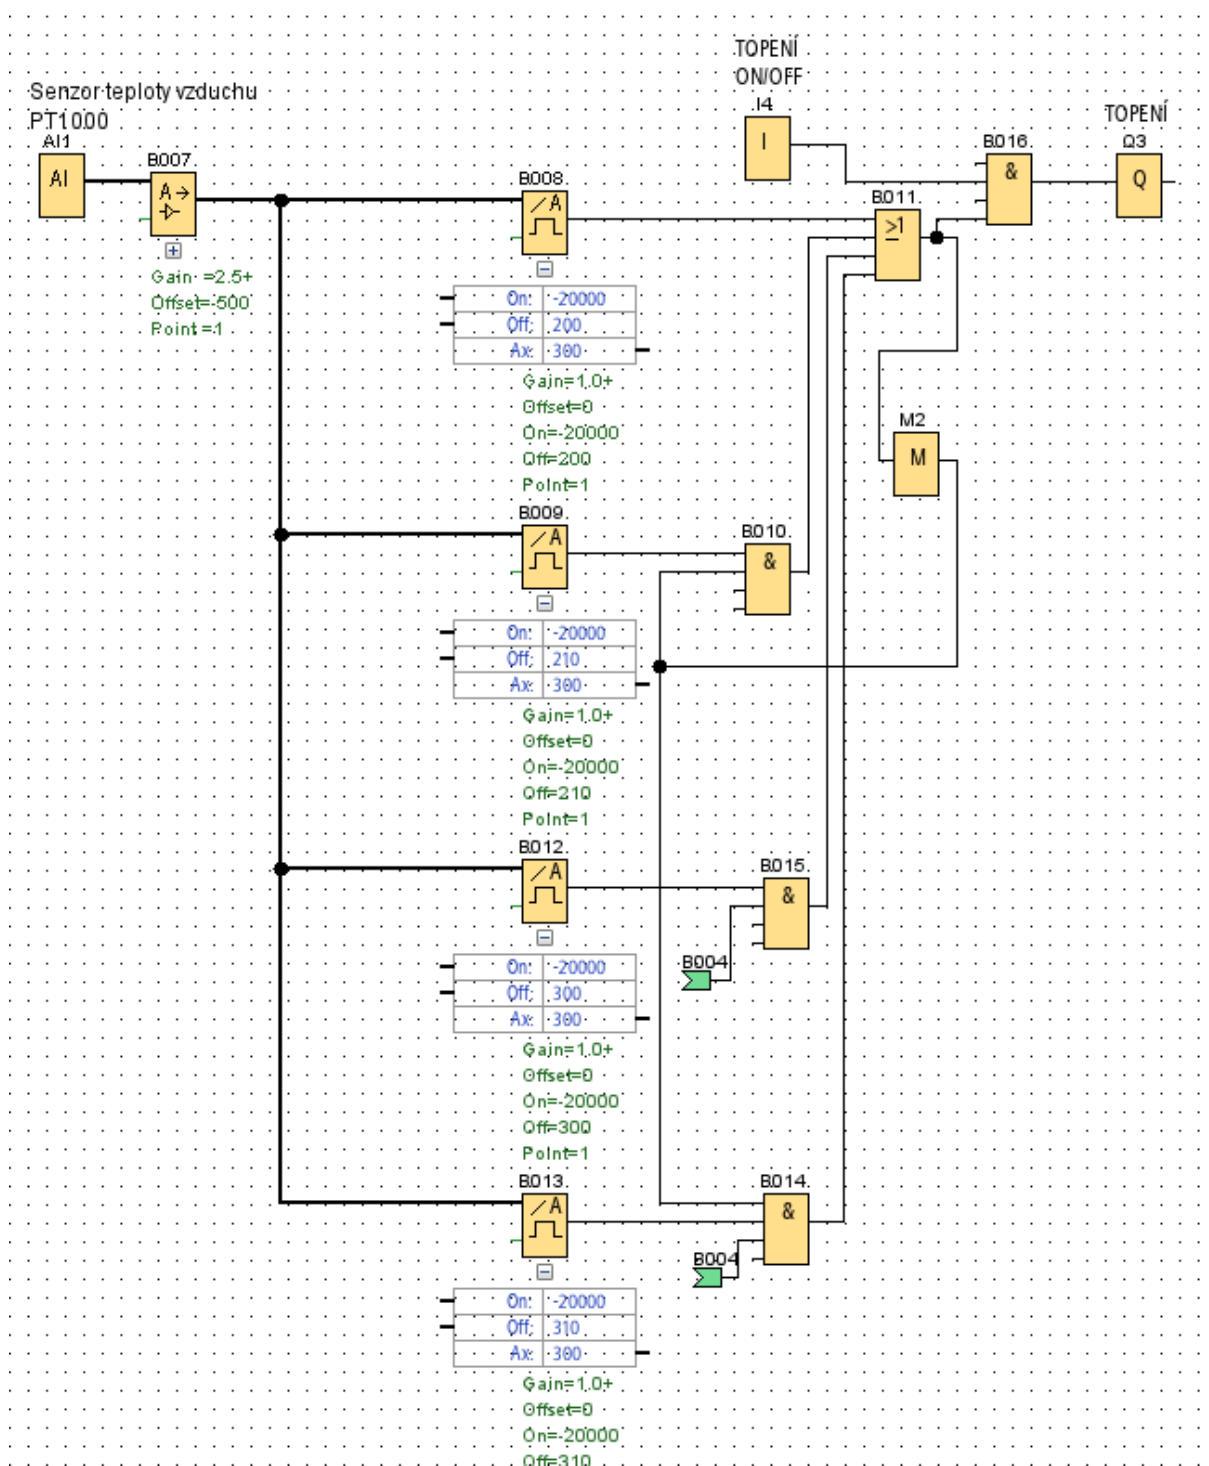 TOPENÍ
ON/OFF
I4
I
Senzor teploty vzduchu
PT1000
AI1
AI
B007
A→
Gain =2.5+
Offset=-500
Point =1
B008
/A
On: -20000
Off: 200
Ax: 300
Gain=1.0+
Offset=0
On=-20000
Off=200
Point=1
B011
≥1
B016
&
TOPENÍ
Q3
Q
M2
M
B009
/A
On: -20000
Off: 210
Ax: 300
Gain=1.0+
Offset=0
On=-20000
Off=210
Point=1
B010
&
B012
/A
On: -20000
Off: 300
Ax: 300
Gain=1.0+
Offset=0
On=-20000
Off=300
Point=1
B015
&
B004
B013
/A
On: -20000
Off: 310
Ax: 300
Gain=1.0+
Offset=0
On=-20000
Off=310
B014
&
B004